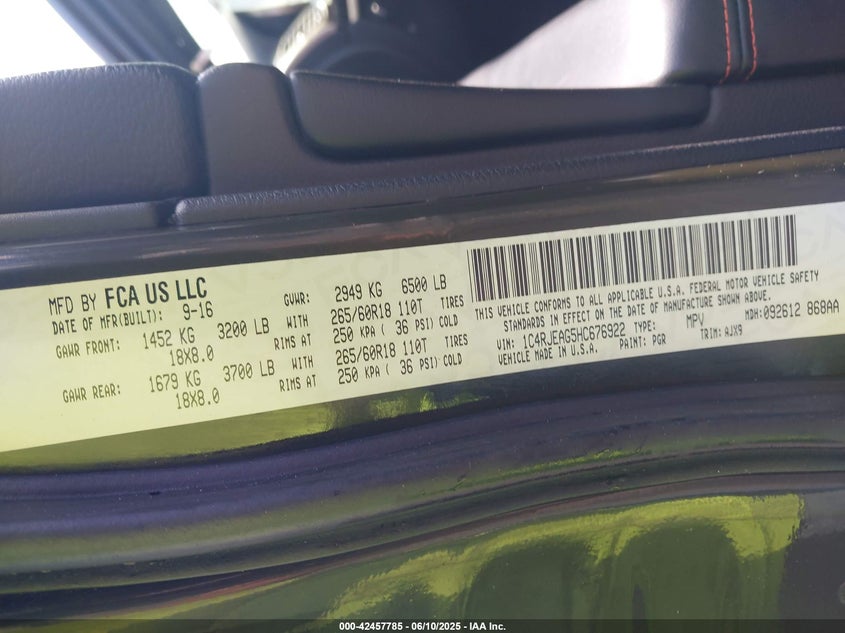 MFD BY FCA US LLC
DATE OF MFR(BUILT): 9-16 GVWR: 2949 KG 6500 LB
GAWR FRONT: 1452 KG 3200 LB WITH 265/60R18 110T TIRES
18X8.0 RIMS AT 250 KPA ( 36 PSI) COLD
GAWR REAR: 1679 KG 3700 LB WITH 265/60R18 110T TIRES
18X8.0 RIMS AT 250 KPA ( 36 PSI) COLD
THIS VEHICLE CONFORMS TO ALL APPLICABLE U.S.A. FEDERAL MOTOR VEHICLE SAFETY
STANDARDS IN EFFECT ON THE DATE OF MANUFACTURE SHOWN ABOVE.
VIN: 1C4RJEAG5HC676922 TYPE: MPV MDH: 092612 868AA
VEHICLE MADE IN U.S.A. PAINT: PGR TRIM: AJX9
000-42457785 - 06/10/2025 - IAA Inc.